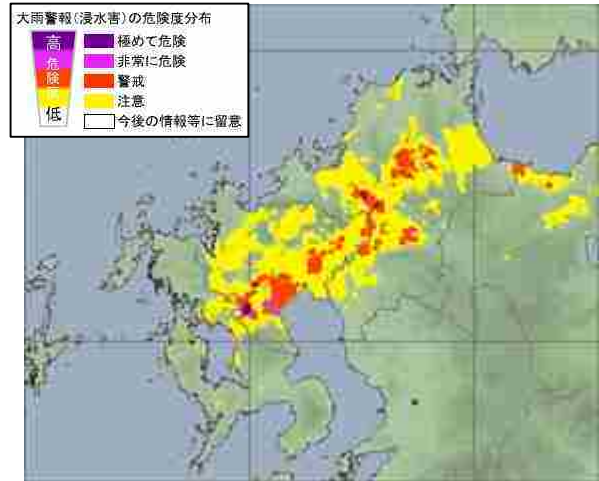 大雨警報(浸水害)の危険度分布
高
危険度
低
極めて危険
非常に危険
警戒
注意
今後の情報等に留意